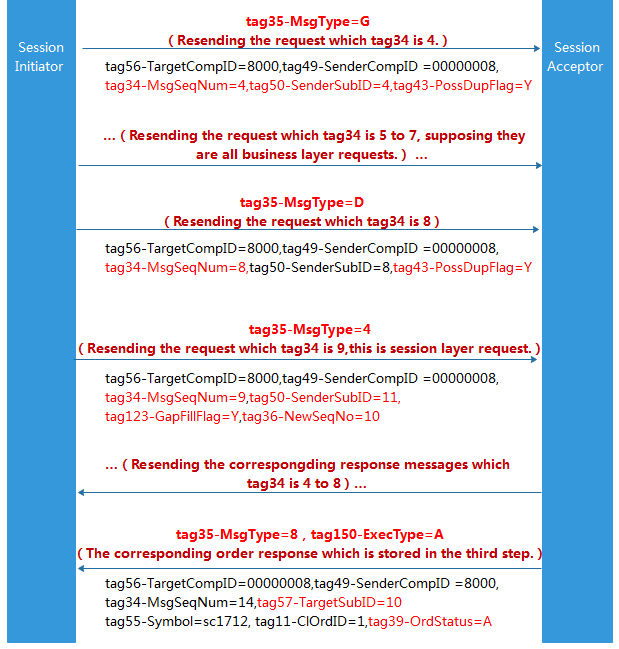 tag35-MsgType=G
( Resending the request which tag34 is 4. )
Session
Initiator
Session
Acceptor
tag56-TargetCompID=8000,tag49-SenderCompID =00000008,
tag34-MsgSeqNum=4,tag50-SenderSubID=4,tag43-PossDupFlag=Y
... ( Resending the request which tag34 is 5 to 7, supposing they
are all business layer requests. ) ...
tag35-MsgType=D
( Resending the request which tag34 is 8 )
tag56-TargetCompID=8000,tag49-SenderCompID =00000008,
tag34-MsgSeqNum=8,tag50-SenderSubID=8,tag43-PossDupFlag=Y
tag35-MsgType=4
( Resending the request which tag34 is 9,this is session layer request. )
tag56-TargetCompID=8000,tag49-SenderCompID =00000008,
tag34-MsgSeqNum=9,tag50-SenderSubID=11,
tag123-GapFillFlag=Y,tag36-NewSeqNo=10
... ( Resending the correspongding response messages which
tag34 is 4 to 8 ) ...
tag35-MsgType=8 , tag150-ExecType=A
( The corresponding order response which is stored in the third step. )
tag56-TargetCompID=00000008,tag49-SenderCompID =8000,
tag34-MsgSeqNum=14,tag57-TargetSubID=10
tag55-Symbol=sc1712, tag11-ClOrdID=1,tag39-OrdStatus=A